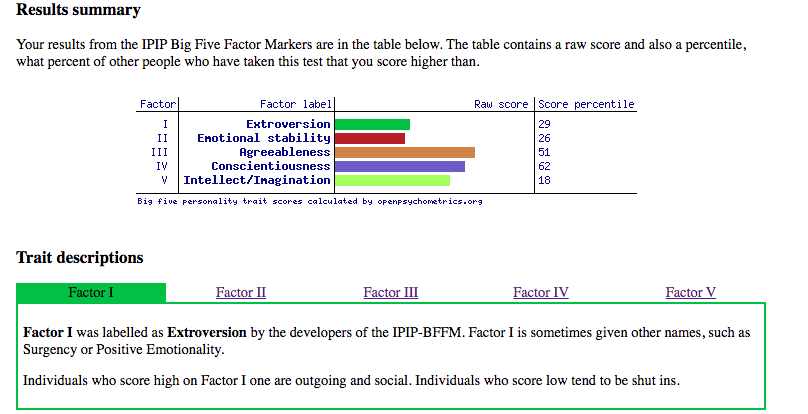 Results summary
Your results from the IPIP Big Five Factor Markers are in the table below. The table contains a raw score and also a percentile,
what percent of other people who have taken this test that you score higher than.
Factor Factor label Raw score Score percentile
I Extroversion 29
II Emotional stability 26
III Agreeableness 51
IV Conscientiousness 62
V Intellect/Imagination 18
Big five personality trait scores calculated by openpsychometrics.org
Trait descriptions
Factor I Factor II Factor III Factor IV Factor V
Factor I was labelled as Extroversion by the developers of the IPIP-BFFM. Factor I is sometimes given other names, such as
Surgency or Positive Emotionality.
Individuals who score high on Factor I one are outgoing and social. Individuals who score low tend to be shut ins.